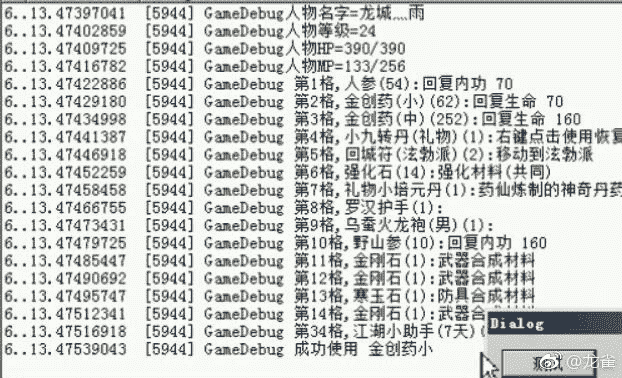 6..13.47397041 [5944] GameDebug人物名字=龙城灬雨
6..13.47402859 [5944] GameDebug人物等级=24
6..13.47409725 [5944] GameDebug人物HP=390/390
6..13.47416782 [5944] GameDebug人物MP=133/256
6..13.47422886 [5944] GameDebug 第1格,人参(54):回复内功 70
6..13.47429180 [5944] GameDebug 第2格,金创药(小)(62):回复生命 70
6..13.47434998 [5944] GameDebug 第3格,金创药(中)(252):回复生命 160
6..13.47441387 [5944] GameDebug 第4格,小九转丹(礼物)(1):右键点击使用恢复
6..13.47446918 [5944] GameDebug 第5格,回城符(泫勃派)(2):移动到泫勃派
6..13.47452259 [5944] GameDebug 第6格,强化石(14):强化材料(共同)
6..13.47458458 [5944] GameDebug 第7格,礼物小培元丹(1):药仙炼制的神奇丹药
6..13.47466755 [5944] GameDebug 第8格,罗汉护手(1):
6..13.47473431 [5944] GameDebug 第9格,乌蚕火龙袍(男)(1):
6..13.47479725 [5944] GameDebug 第10格,野山参(10):回复内功 160
6..13.47485447 [5944] GameDebug 第11格,金刚石(1):武器合成材料
6..13.47490692 [5944] GameDebug 第12格,金刚石(1):武器合成材料
6..13.47495747 [5944] GameDebug 第13格,寒玉石(1):防具合成材料
6..13.47512341 [5944] GameDebug 第14格,金刚石(1):武器合成材料
6..13.47516918 [5944] GameDebug 第34格,江湖小助手(7天)(
6..13.47539043 [5944] GameDebug 成功使用 金创药小
Dialog
@龙雀